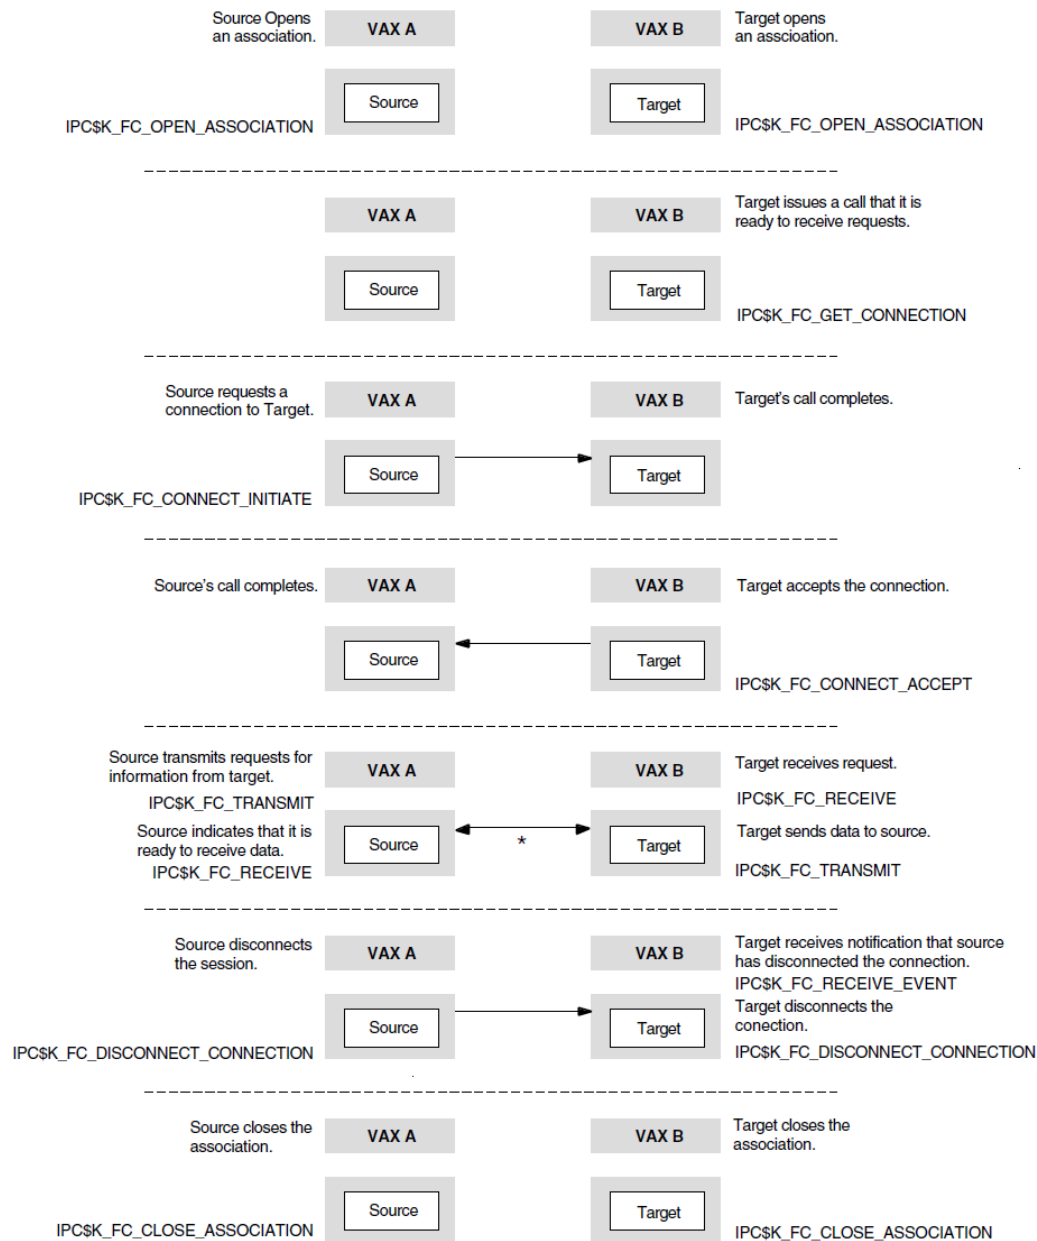 Source Opens
an association.
VAX A
VAX B
Target opens
an asscioation.
Source
Target
IPC$K_FC_OPEN_ASSOCIATION
IPC$K_FC_OPEN_ASSOCIATION
VAX A
VAX B
Target issues a call that it is
ready to receive requests.
Source
Target
IPC$K_FC_GET_CONNECTION
Source requests a
connection to Target.
VAX A
VAX B
Target's call completes.
Source
Target
IPC$K_FC_CONNECT_INITIATE
Source's call completes.
VAX A
VAX B
Target accepts the connection.
Source
Target
IPC$K_FC_CONNECT_ACCEPT
Source transmits requests for
information from target.
IPC$K_FC_TRANSMIT
VAX A
VAX B
Target receives request.
IPC$K_FC_RECEIVE
Source indicates that it is
ready to receive data.
IPC$K_FC_RECEIVE
Source
*
Target
Target sends data to source.
IPC$K_FC_TRANSMIT
Source disconnects
the session.
VAX A
VAX B
Target receives notification that source
has disconnected the connection.
IPC$K_FC_RECEIVE_EVENT
Source
Target
Target disconnects the
conection.
IPC$K_FC_DISCONNECT_CONNECTION
IPC$K_FC_DISCONNECT_CONNECTION
Source closes the
association.
VAX A
VAX B
Target closes the
association.
Source
Target
IPC$K_FC_CLOSE_ASSOCIATION
IPC$K_FC_CLOSE_ASSOCIATION